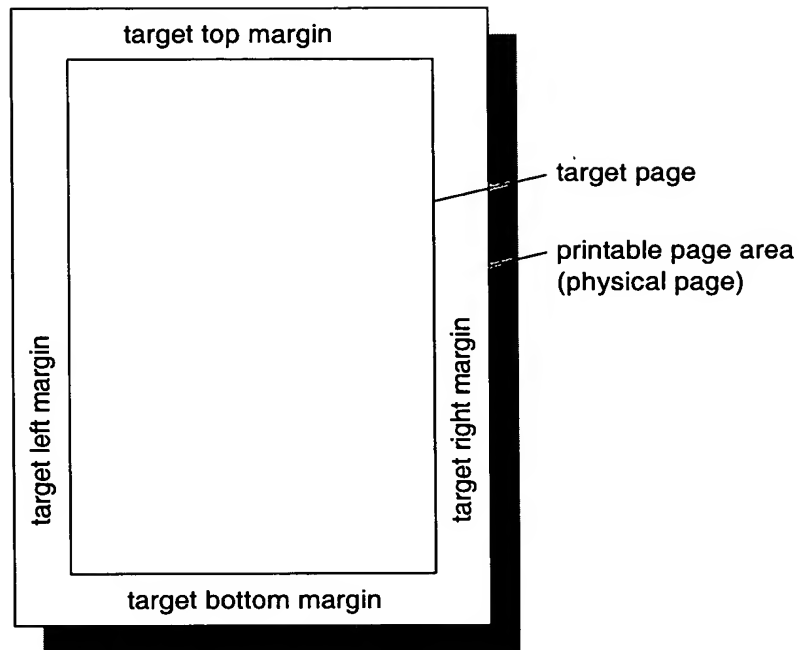 target top margin
target page
printable page area
(physical page)
target left margin
target right margin
target bottom margin